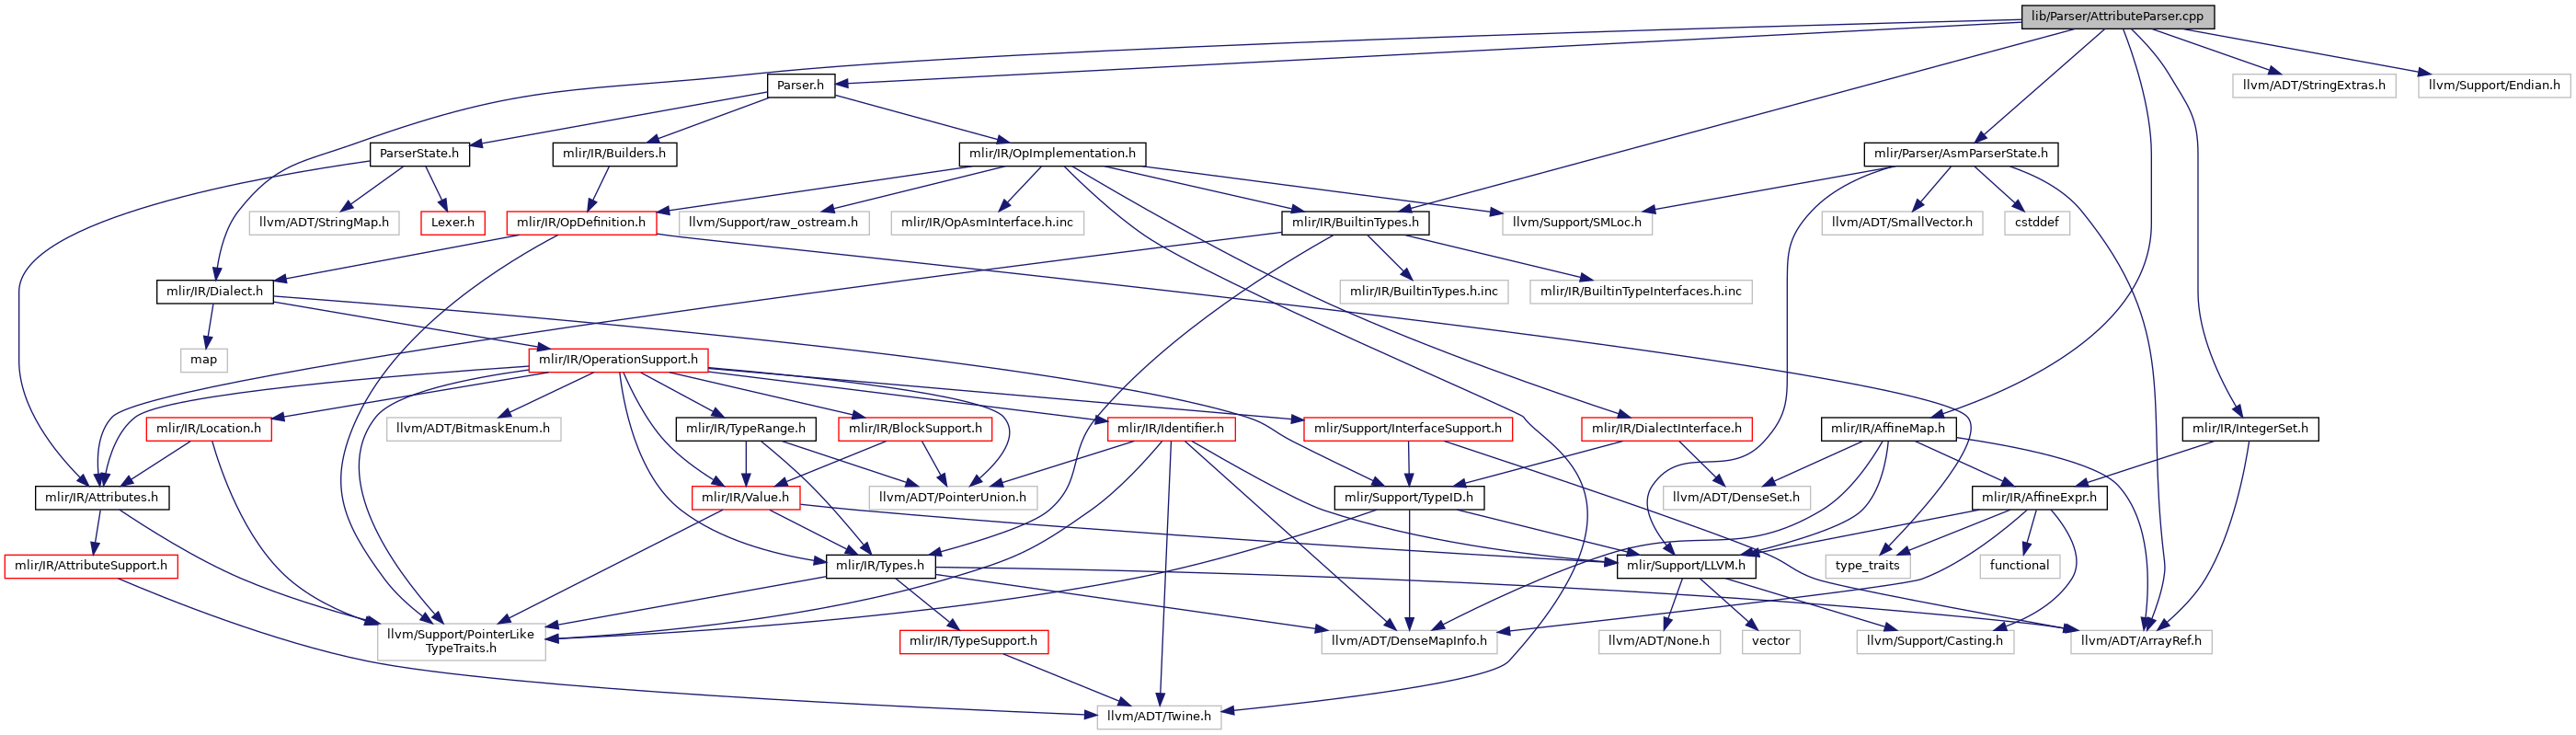 lib/Parser/AttributeParser.cpp
Parser.h
llvm/ADT/StringExtras.h
llvm/Support/Endian.h
ParserState.h
mlir/IR/Builders.h
mlir/IR/OpImplementation.h
mlir/Parser/AsmParserState.h
llvm/ADT/StringMap.h
Lexer.h
mlir/IR/OpDefinition.h
llvm/Support/raw_ostream.h
mlir/IR/OpAsmInterface.h.inc
mlir/IR/BuiltinTypes.h
llvm/Support/SMLoc.h
llvm/ADT/SmallVector.h
cstddef
mlir/IR/Dialect.h
mlir/IR/BuiltinTypes.h.inc
mlir/IR/BuiltinTypeInterfaces.h.inc
map
mlir/IR/OperationSupport.h
mlir/IR/Location.h
llvm/ADT/BitmaskEnum.h
mlir/IR/TypeRange.h
mlir/IR/BlockSupport.h
mlir/IR/Identifier.h
mlir/Support/InterfaceSupport.h
mlir/IR/DialectInterface.h
mlir/IR/AffineMap.h
mlir/IR/IntegerSet.h
mlir/IR/Attributes.h
mlir/IR/Value.h
llvm/ADT/PointerUnion.h
mlir/Support/TypeID.h
llvm/ADT/DenseSet.h
mlir/IR/AffineExpr.h
mlir/IR/AttributeSupport.h
mlir/IR/Types.h
mlir/Support/LLVM.h
type_traits
functional
llvm/Support/PointerLike
TypeTraits.h
mlir/IR/TypeSupport.h
llvm/ADT/DenseMapInfo.h
llvm/ADT/None.h
vector
llvm/Support/Casting.h
llvm/ADT/ArrayRef.h
llvm/ADT/Twine.h